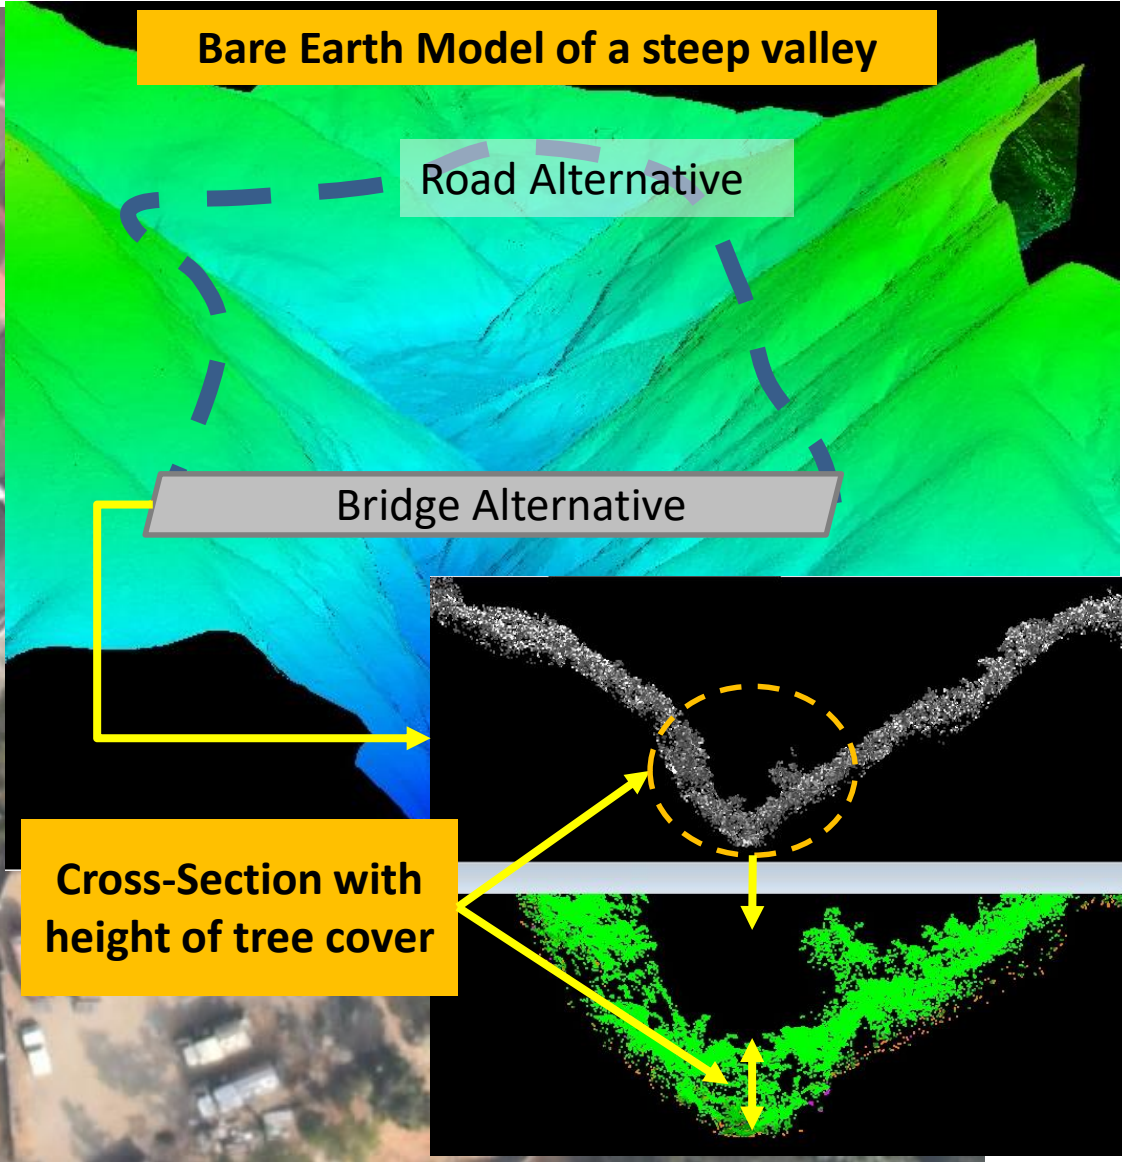 Bare Earth Model of a steep valley
Road Alternative
Bridge Alternative
Cross-Section with
height of tree cover